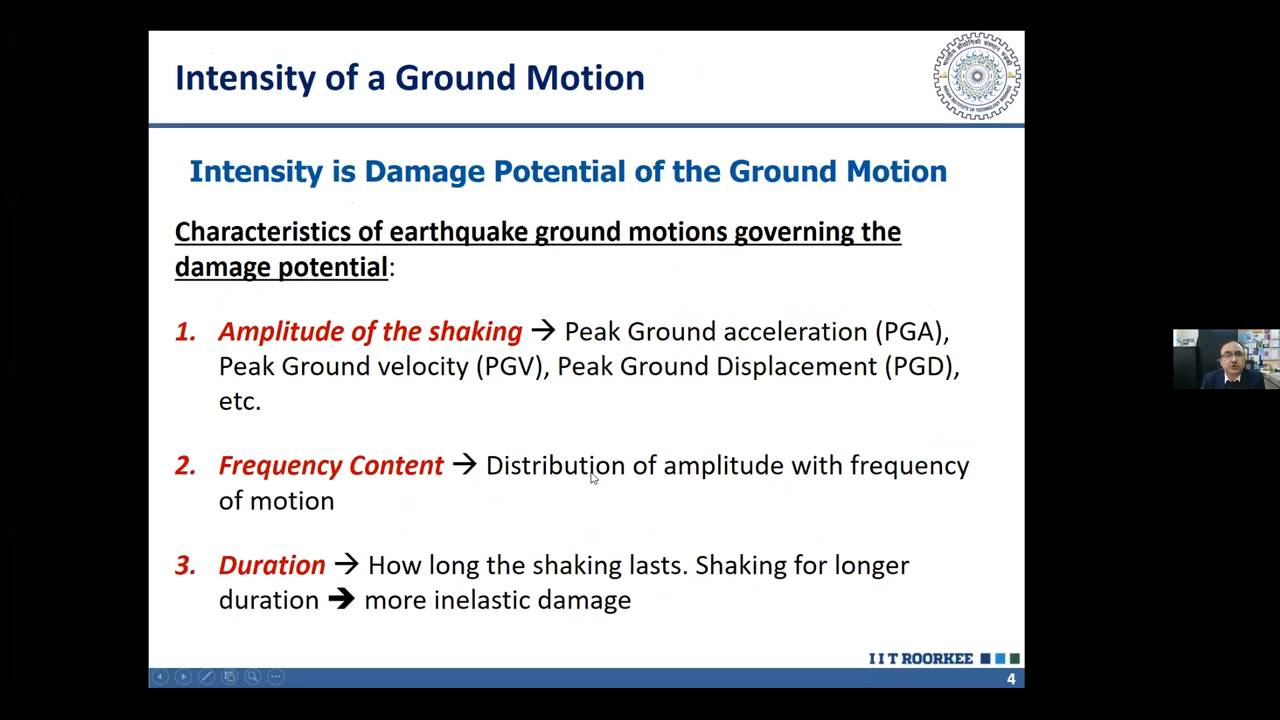 Intensity of a Ground Motion
Intensity is Damage Potential of the Ground Motion
Characteristics of earthquake ground motions governing the
damage potential:
1. Amplitude of the shaking → Peak Ground acceleration (PGA),
Peak Ground velocity (PGV), Peak Ground Displacement (PGD),
etc.
2. Frequency Content → Distribution of amplitude with frequency
of motion
3. Duration → How long the shaking lasts. Shaking for longer
duration → more inelastic damage
IIT ROORKEE
4